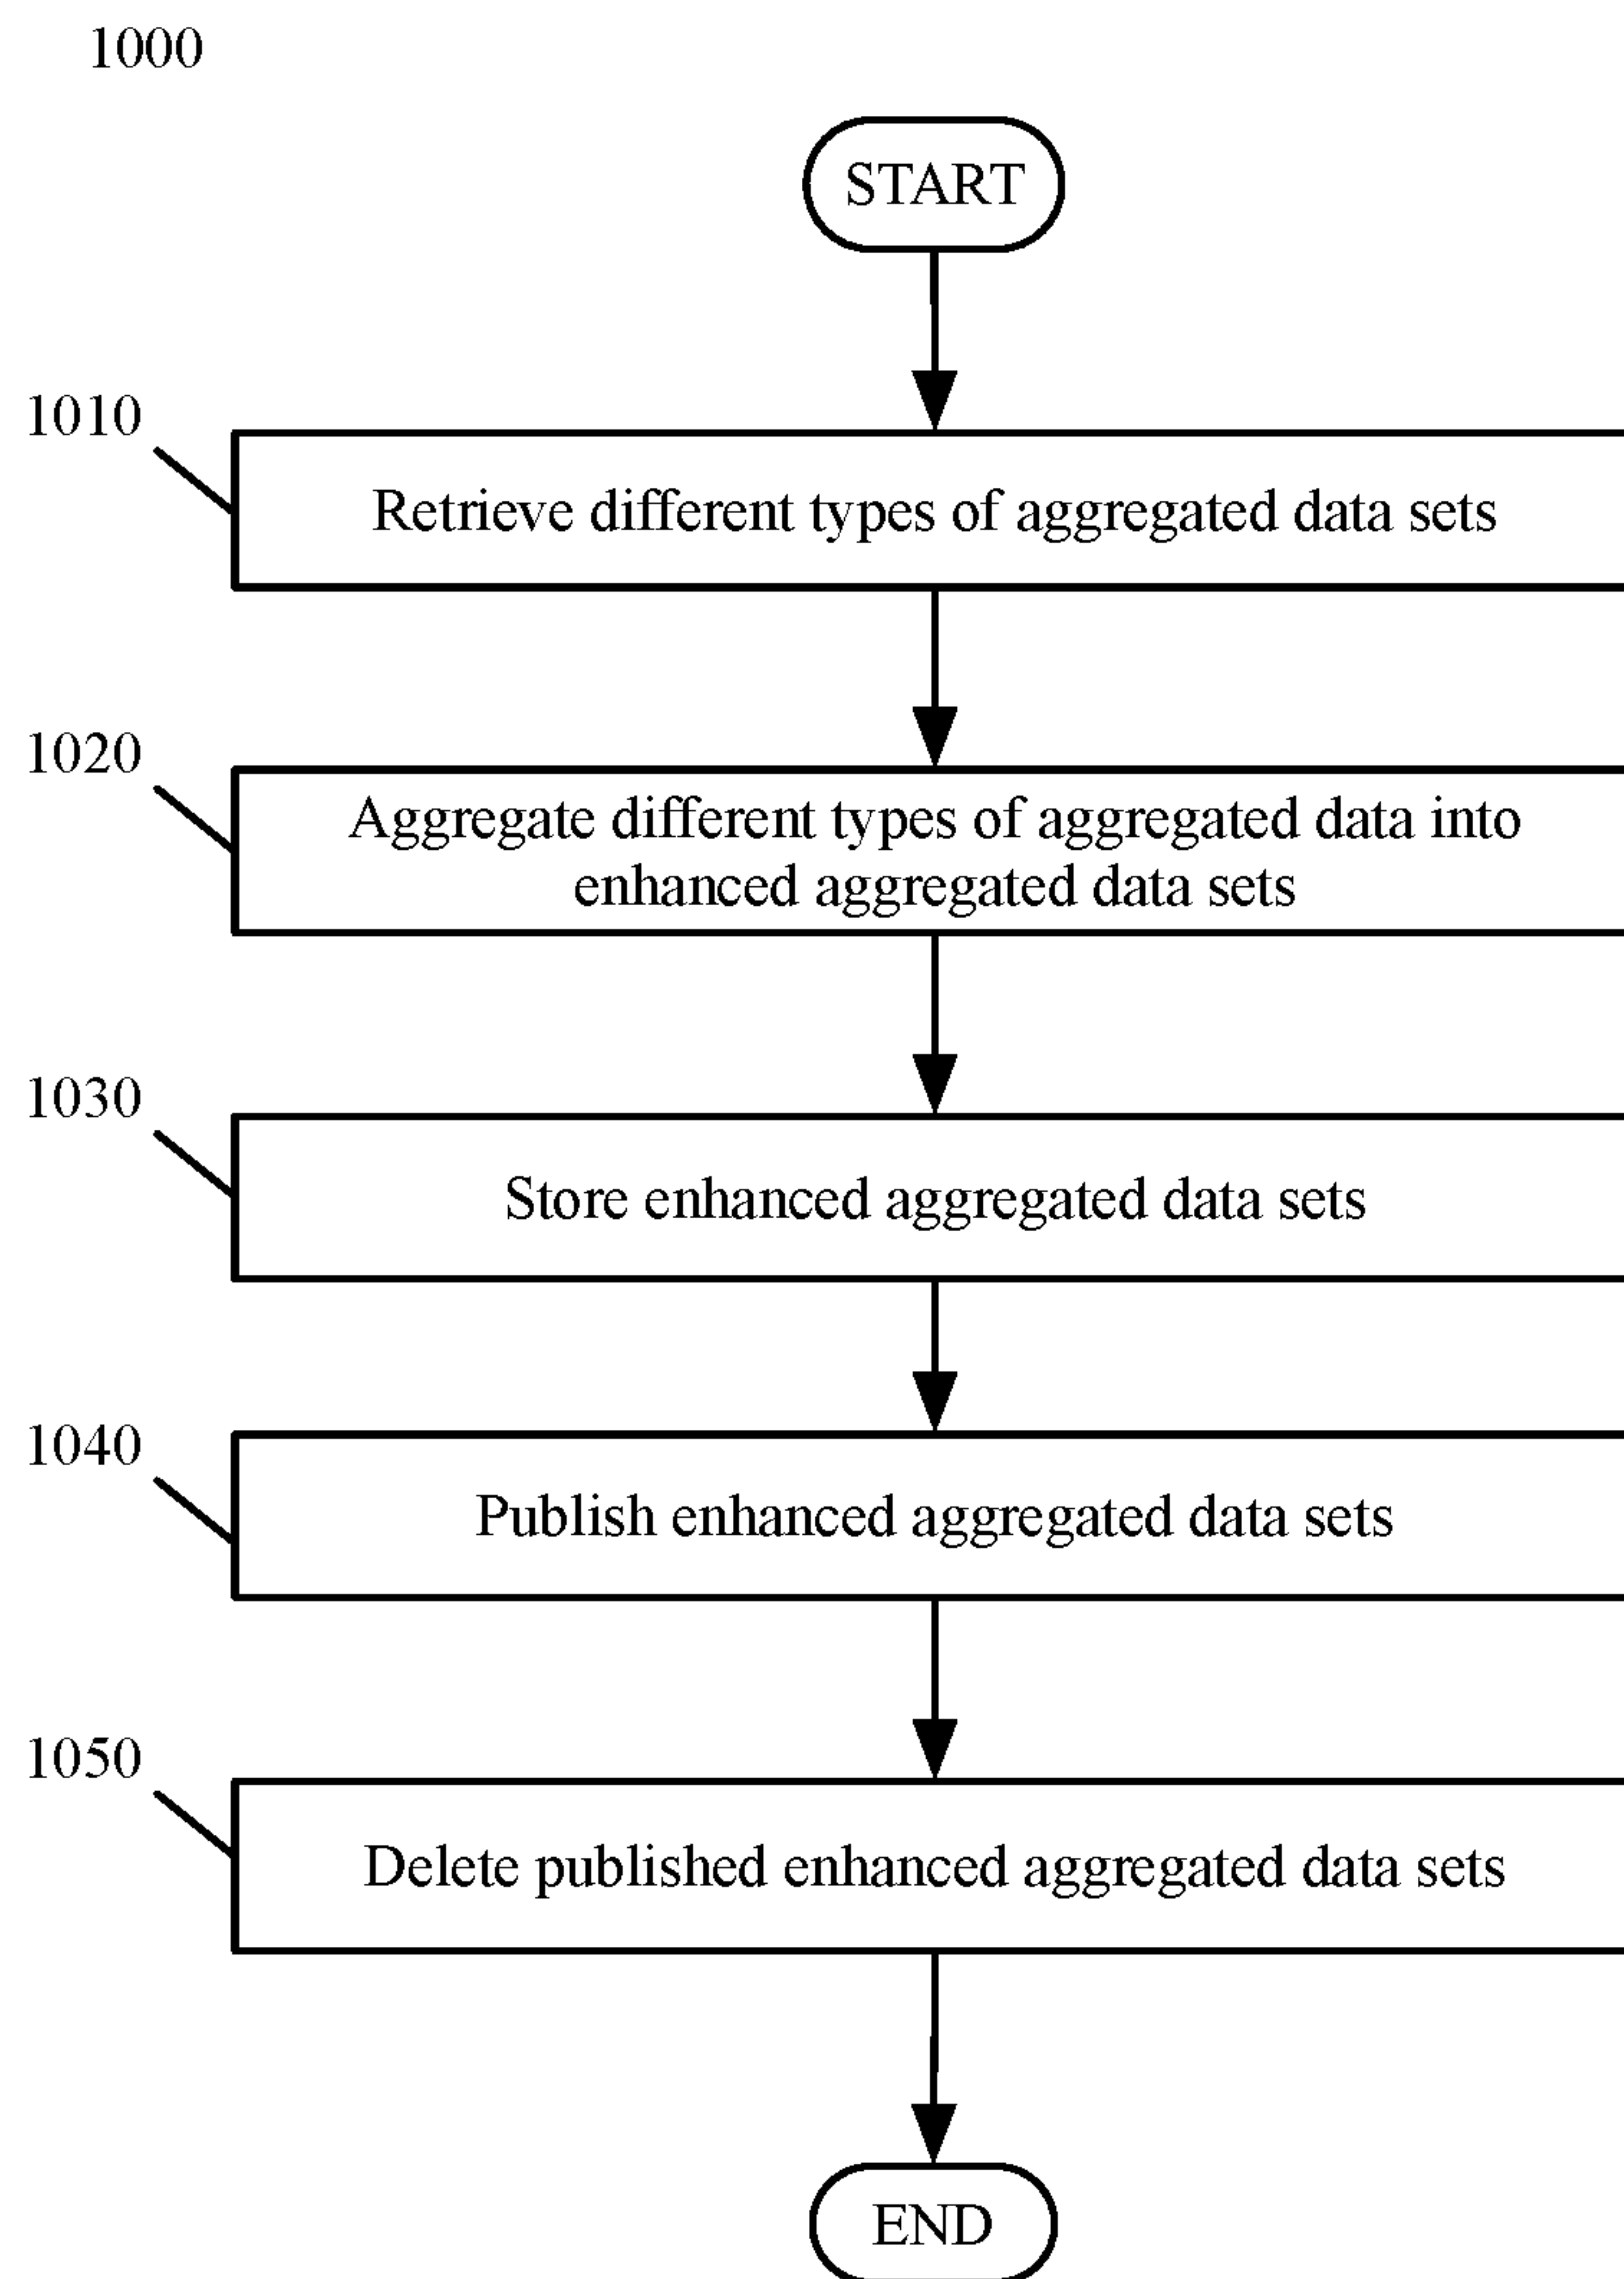 1000
START
1010
Retrieve different types of aggregated data sets
1020
Aggregate different types of aggregated data into
enhanced aggregated data sets
1030
Store enhanced aggregated data sets
1040
Publish enhanced aggregated data sets
1050
Delete published enhanced aggregated data sets
END